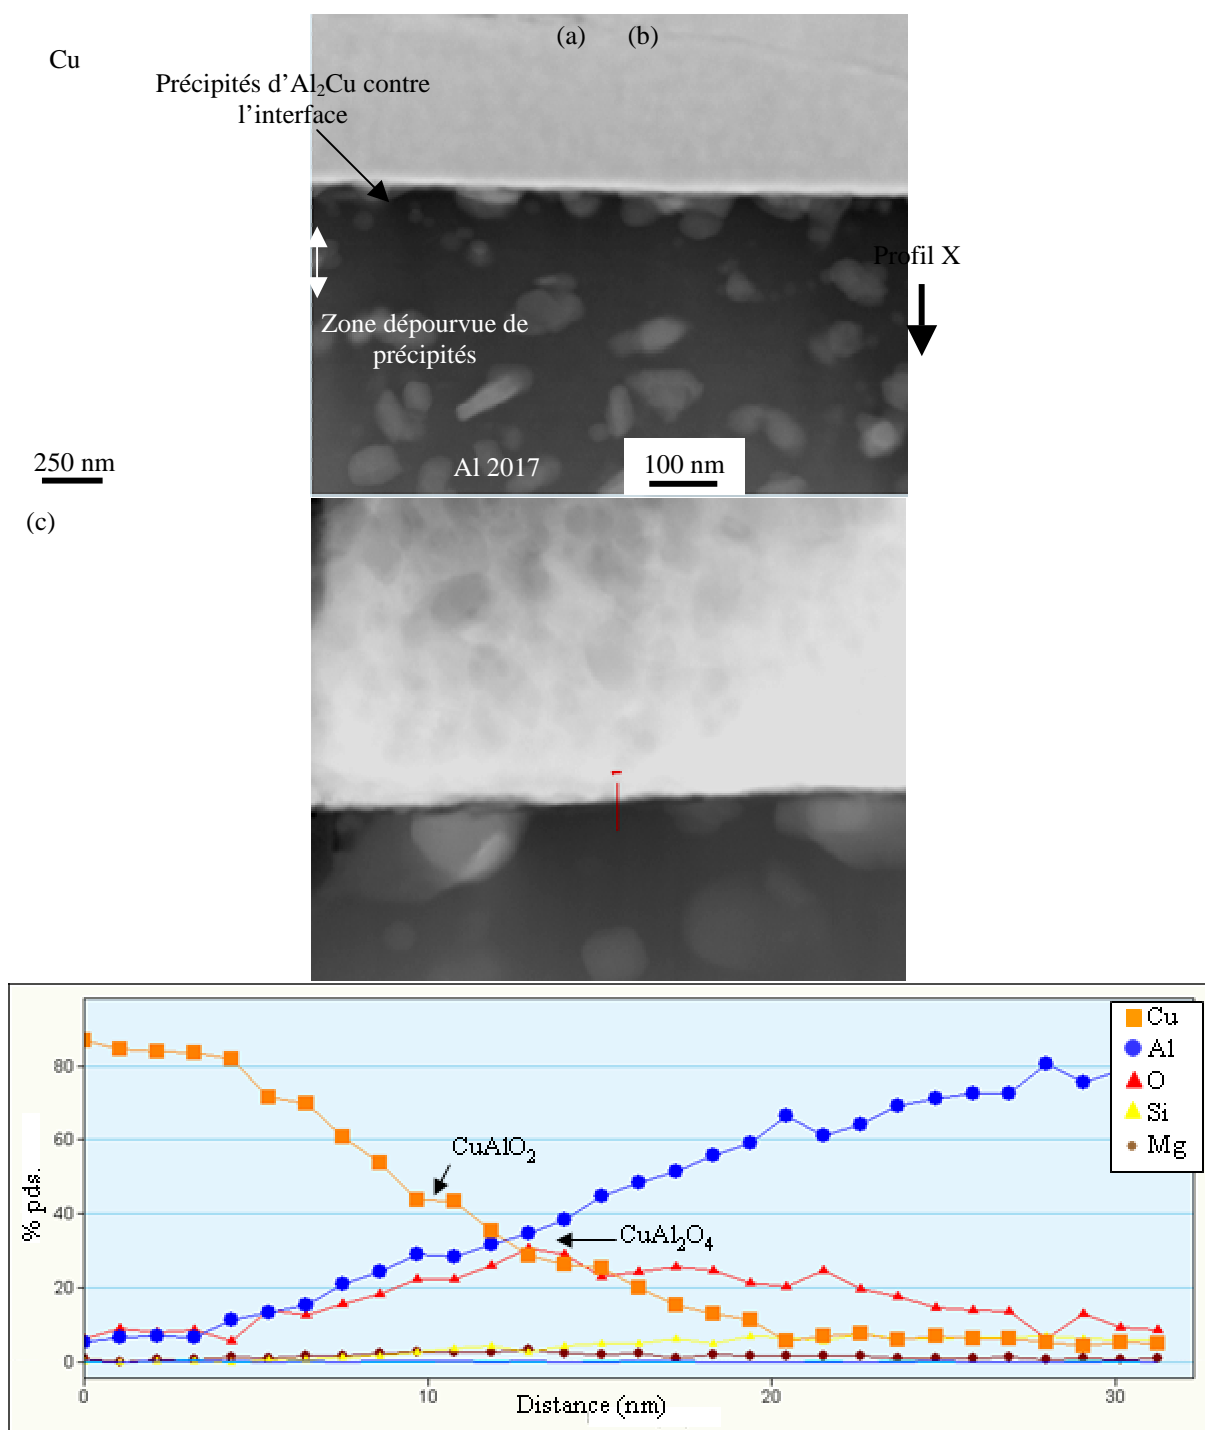 (a) (b)
Cu
Précipités d’Al₂Cu contre
l’interface
Profil X
Zone dépourvue de
précipités
250 nm
Al 2017
100 nm
(c)
1
Cu
Al
O
Si
Mg
80
60
40
20
0
% pds.
CuAlO₂
CuAl₂O₄
0 10 20 30
Distance (nm)